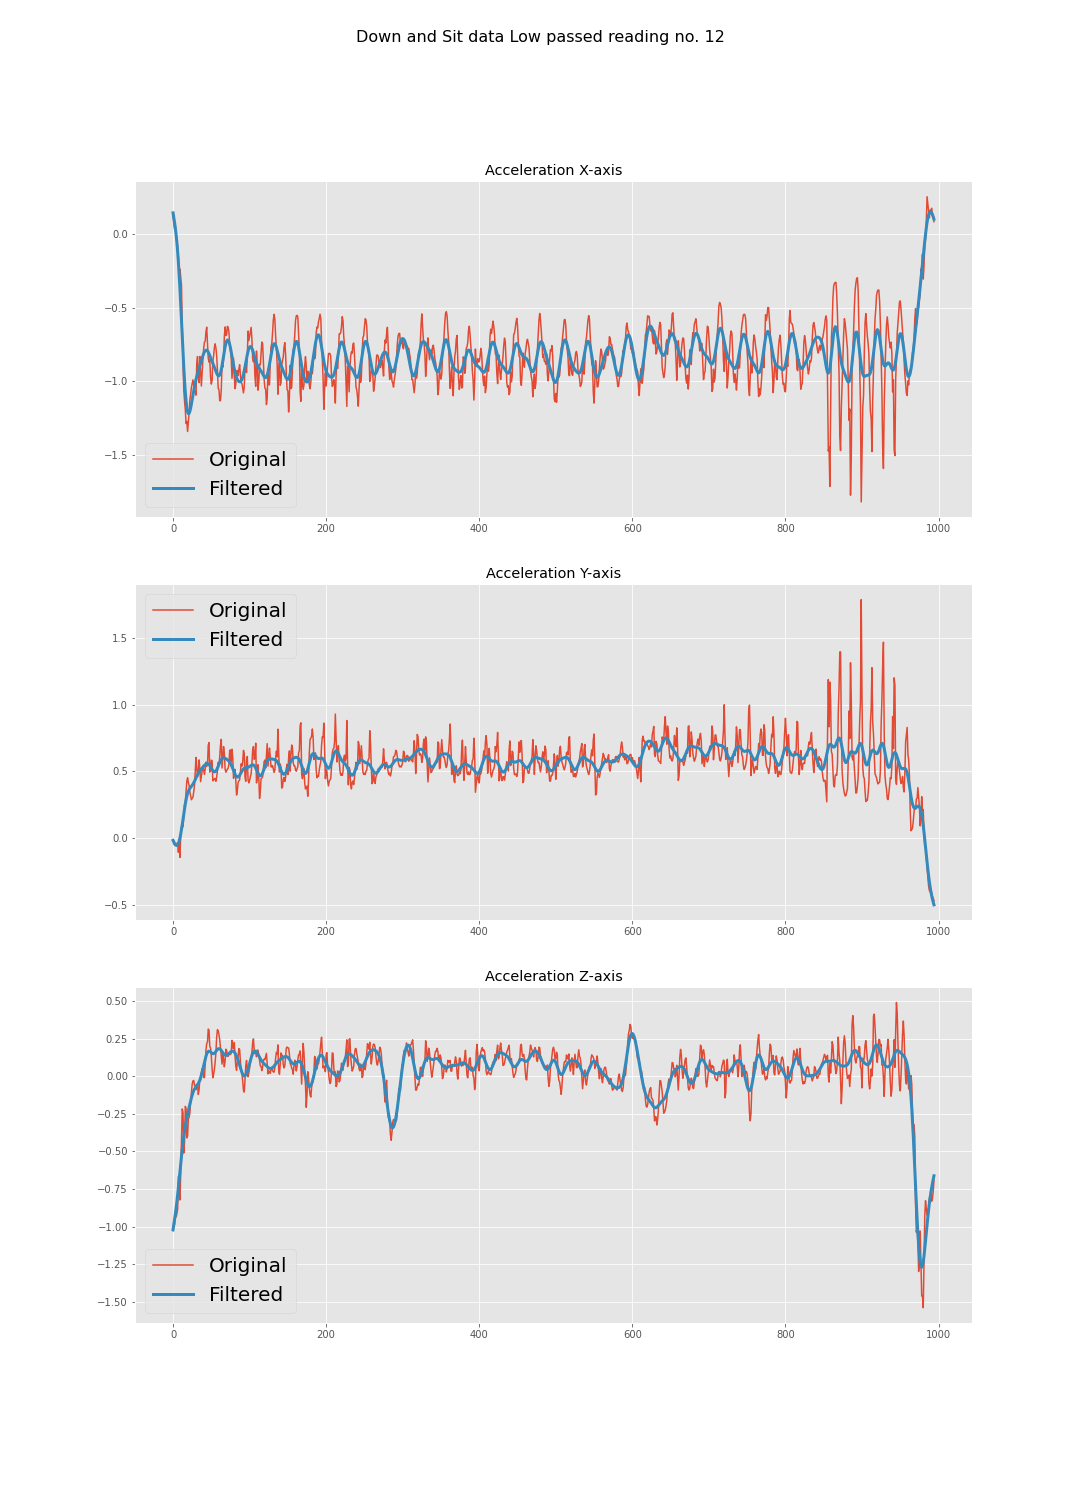 Down and Sit data Low passed reading no. 12
Acceleration X-axis
0.0
−0.5
−1.0
−1.5
Original
Filtered
0 200 400 600 800 1000
Acceleration Y-axis
Original
Filtered
1.5
1.0
0.5
0.0
−0.5
0 200 400 600 800 1000
Acceleration Z-axis
0.50
0.25
0.00
−0.25
−0.50
−0.75
−1.00
−1.25
−1.50
Original
Filtered
0 200 400 600 800 1000